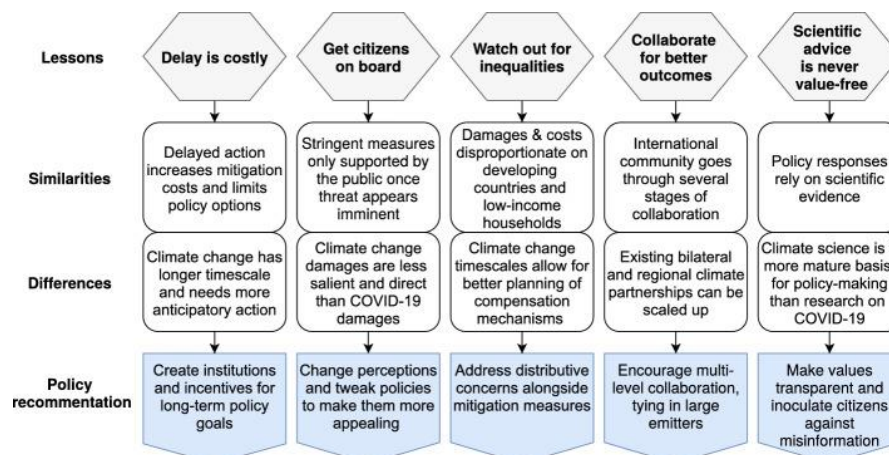 Lessons
Delay is costly
Get citizens
on board
Watch out for
inequalities
Collaborate
for better
outcomes
Scientific
advice
is never
value-free
Similarities
Delayed action
increases mitigation
costs and limits
policy options
Stringent measures
only supported by
the public once
threat appears
imminent
Damages & costs
disproportionate on
developing
countries and
low-income
households
International
community goes
through several
stages of
collaboration
Policy responses
rely on scientific
evidence
Differences
Climate change has
longer timescale
and needs more
anticipatory action
Climate change
damages are less
salient and direct
than COVID-19
damages
Climate change
timescales allow for
better planning of
compensation
mechanisms
Existing bilateral
and regional climate
partnerships can be
scaled up
Climate science is
more mature basis
for policy-making
than research on
COVID-19
Policy
recommendation
Create institutions
and incentives for
long-term policy
goals
Change perceptions
and tweak policies
to make them more
appealing
Address distributive
concerns alongside
mitigation measures
Encourage multi-
level collaboration,
tying in large
emitters
Make values
transparent and
inoculate citizens
against
misinformation